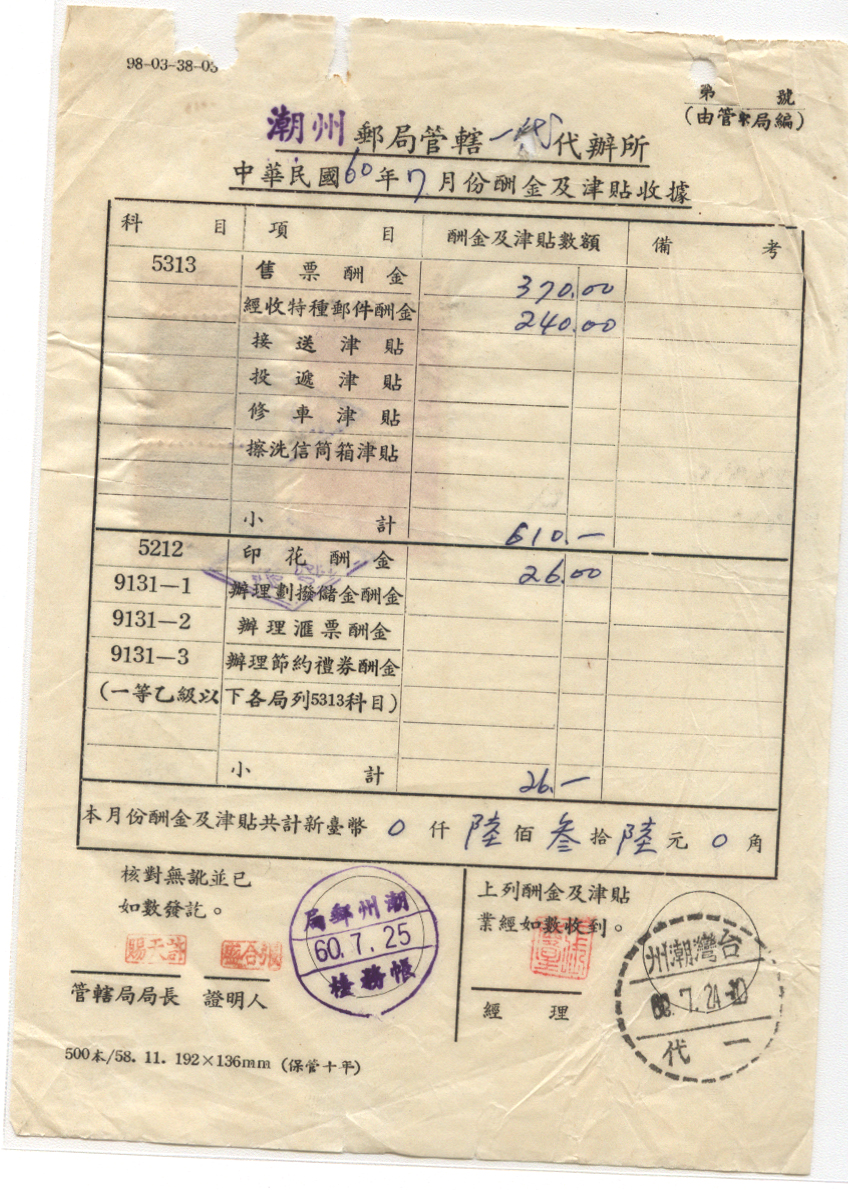 98-03-38-03
第 號
(由管轄局編)
潮州 郵局管轄 一 代辦所
中華民國60年7月份酬金及津貼收據
科 目 項 目 酬金及津貼數額 備 考
5313 售票酬金 370.00
經收特種郵件酬金 240.00
接送津貼
投遞津貼
修車津貼
擦洗信筒箱津貼
小 計 610.—
5212 印花酬金 26.00
9131—1 辦理劃撥儲金酬金
9131—2 辦理滙票酬金
9131—3 辦理節約禮券酬金
(一等乙級以下各局列5313科目)
小 計 26.—
本月份酬金及津貼共計新臺幣 0 仟 陸 佰 叁 拾 陸 元 0 角
核對無訛並已
如數發訖。
管轄局局長 證明人
局郵州潮
60.7.25
帳務
上列酬金及津貼
業經如數收到。
經 理
台灣潮州
7.24
一代
500本/58. 11. 192×136mm (保管十年)